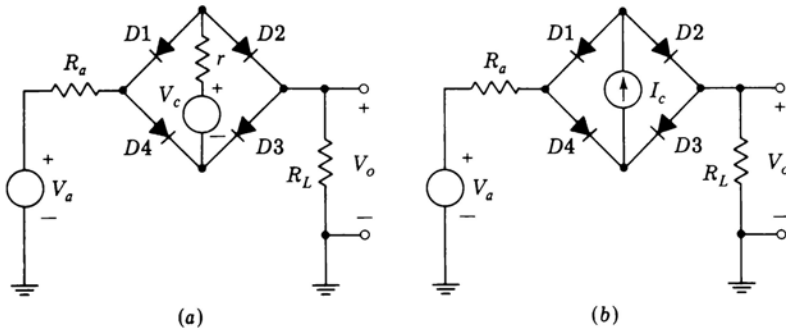 D1
D2
R_a
r
V_c
+
−
D4
D3
+
V_a
−
R_L
+
V_o
−
(a)
D1
D2
R_a
I_c
D4
D3
+
V_a
−
R_L
+
V_o
−
(b)